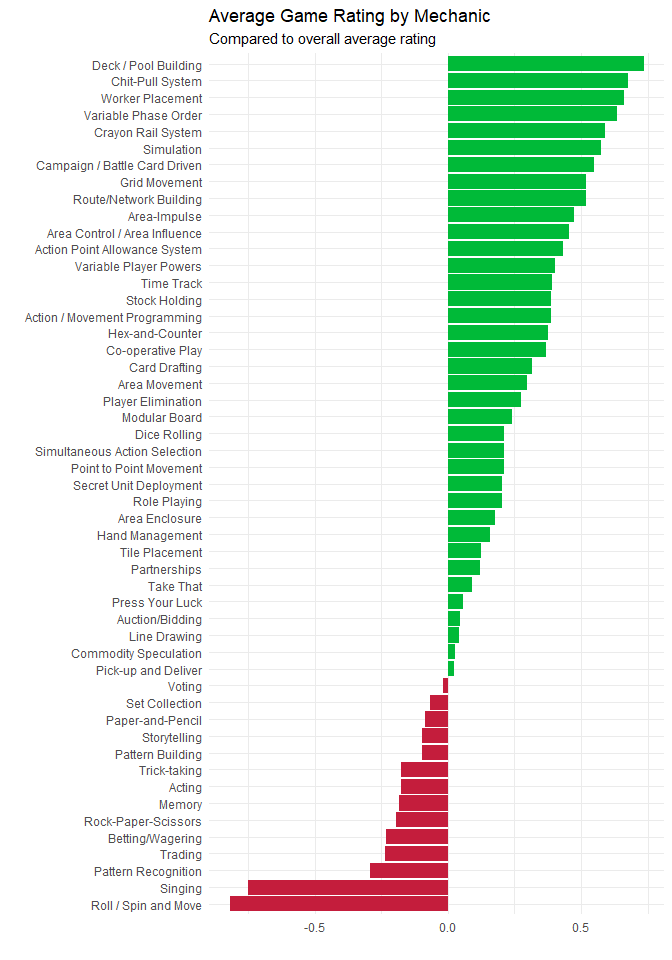 Average Game Rating by Mechanic
Compared to overall average rating
Deck / Pool Building
Chit-Pull System
Worker Placement
Variable Phase Order
Crayon Rail System
Simulation
Campaign / Battle Card Driven
Grid Movement
Route/Network Building
Area-Impulse
Area Control / Area Influence
Action Point Allowance System
Variable Player Powers
Time Track
Stock Holding
Action / Movement Programming
Hex-and-Counter
Co-operative Play
Card Drafting
Area Movement
Player Elimination
Modular Board
Dice Rolling
Simultaneous Action Selection
Point to Point Movement
Secret Unit Deployment
Role Playing
Area Enclosure
Hand Management
Tile Placement
Partnerships
Take That
Press Your Luck
Auction/Bidding
Line Drawing
Commodity Speculation
Pick-up and Deliver
Voting
Set Collection
Paper-and-Pencil
Storytelling
Pattern Building
Trick-taking
Acting
Memory
Rock-Paper-Scissors
Betting/Wagering
Trading
Pattern Recognition
Singing
Roll / Spin and Move
-0.5 0.0 0.5